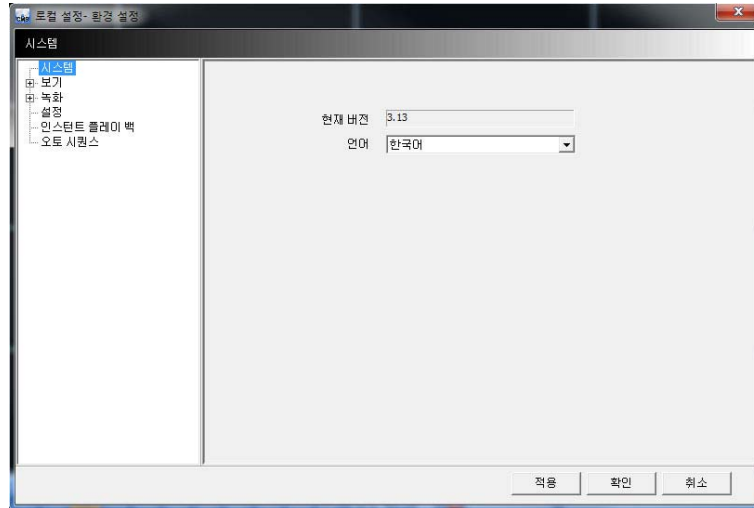 로컬 설정- 환경 설정
시스템
시스템
보기
녹화
설정
인스턴트 플레이 백
오토 시퀀스
현재 버전 3.13
언어 한국어
적용 확인 취소